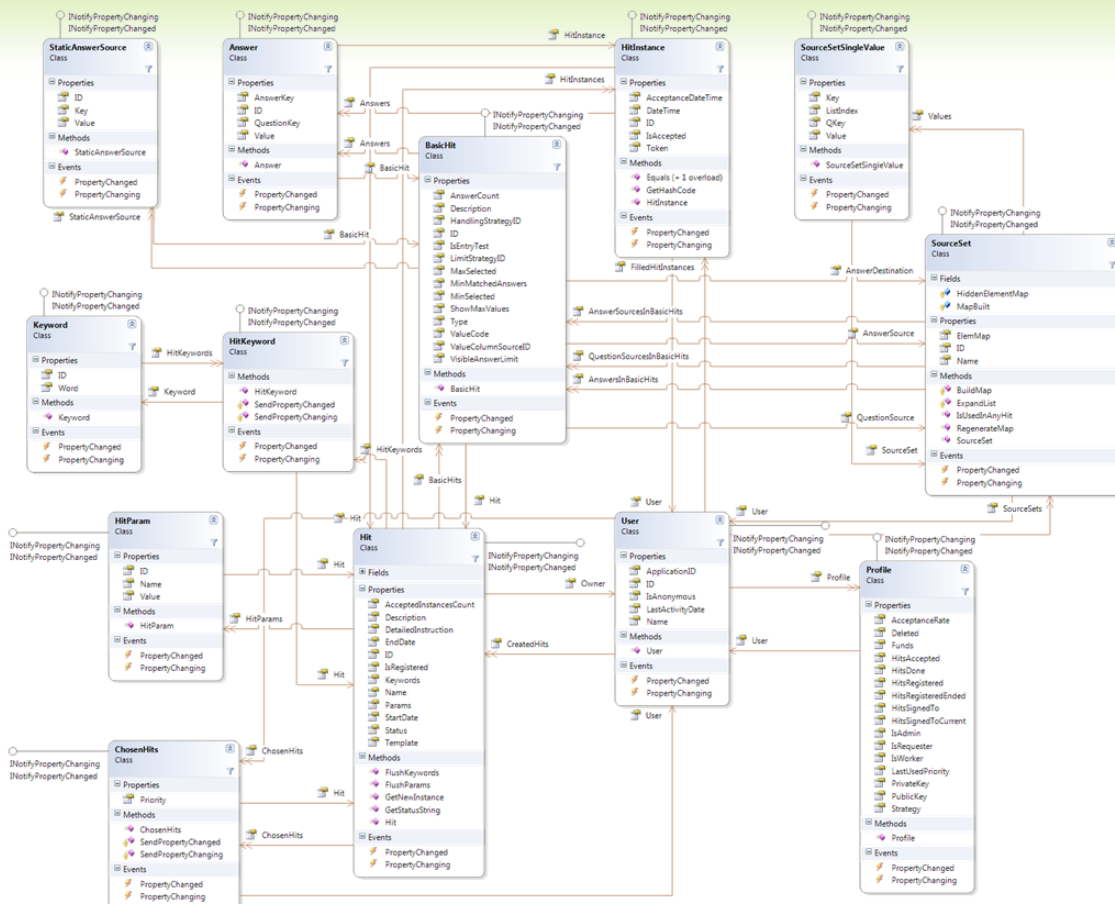 INotifyPropertyChanging
INotifyPropertyChanged
StaticAnswerSource
Class
Properties
ID
Key
Value
Methods
StaticAnswerSource
Events
PropertyChanged
PropertyChanging
StaticAnswerSource
INotifyPropertyChanging
INotifyPropertyChanged
Answer
Class
Properties
AnswerKey
ID
QuestionKey
Value
Methods
Answer
Events
PropertyChanged
PropertyChanging
HitInstance
HitInstances
Answers
Answers
BasicHit
BasicHit
INotifyPropertyChanging
INotifyPropertyChanged
BasicHit
Class
Properties
AnswerCount
Description
HandlingStrategyID
ID
IsEntryTest
LimitStrategyID
MaxSelected
MinMatchedAnswers
MinSelected
ShowMaxValues
Type
ValueCode
ValueColumnSourceID
VisibleAnswerLimit
Methods
BasicHit
Events
PropertyChanged
PropertyChanging
INotifyPropertyChanging
INotifyPropertyChanged
HitInstance
Class
Properties
AcceptanceDateTime
DateTime
ID
IsAccepted
Token
Methods
Equals (+ 1 overload)
GetHashCode
HitInstance
Events
PropertyChanged
PropertyChanging
FilledHitInstances
INotifyPropertyChanging
INotifyPropertyChanged
SourceSetSingleValue
Class
Properties
Key
ListIndex
QKey
Value
Methods
SourceSetSingleValue
Events
PropertyChanged
PropertyChanging
Values
INotifyPropertyChanging
INotifyPropertyChanged
SourceSet
Class
Fields
HiddenElementMap
MapBuilt
Properties
ElemMap
ID
Name
Methods
BuildMap
ExpandList
IsUsedInAnyHit
RegenerateMap
SourceSet
Events
PropertyChanged
PropertyChanging
AnswerDestination
AnswerSourcesInBasicHits
AnswerSource
QuestionSourcesInBasicHits
AnswersInBasicHits
QuestionSource
SourceSet
SourceSets
INotifyPropertyChanging
INotifyPropertyChanged
Keyword
Class
Properties
ID
Word
Methods
Keyword
Events
PropertyChanged
PropertyChanging
HitKeywords
Keyword
INotifyPropertyChanging
INotifyPropertyChanged
HitKeyword
Class
Methods
HitKeyword
SendPropertyChanged
SendPropertyChanging
Events
PropertyChanged
PropertyChanging
HitKeywords
BasicHits
Hit
User
User
Hit
INotifyPropertyChanging
INotifyPropertyChanged
HitParam
Class
Properties
ID
Name
Value
Methods
HitParam
Events
PropertyChanged
PropertyChanging
Hit
HitParams
Hit
INotifyPropertyChanging
INotifyPropertyChanged
Hit
Class
Fields
Properties
AcceptedInstancesCount
Description
DetailedInstruction
EndDate
ID
IsRegistered
Keywords
Name
Params
StartDate
Status
Template
Methods
FlushKeywords
FlushParams
GetNewInstance
GetStatusString
Hit
Events
PropertyChanged
PropertyChanging
Owner
CreatedHits
User
Class
Properties
ApplicationID
ID
IsAnonymous
LastActivityDate
Name
Methods
User
Events
PropertyChanged
PropertyChanging
User
INotifyPropertyChanging
INotifyPropertyChanged
Profile
User
INotifyPropertyChanging
INotifyPropertyChanged
Profile
Class
Properties
AcceptanceRate
Deleted
Funds
HitsAccepted
HitsDone
HitsRegistered
HitsRegisteredEnded
HitsSignedTo
HitsSignedToCurrent
IsAdmin
IsRequester
IsWorker
LastUsedPriority
PrivateKey
PublicKey
Strategy
Methods
Profile
Events
PropertyChanged
PropertyChanging
INotifyPropertyChanging
INotifyPropertyChanged
ChosenHits
Class
Properties
Priority
Methods
ChosenHits
SendPropertyChanged
SendPropertyChanging
Events
PropertyChanged
PropertyChanging
ChosenHits
Hit
ChosenHits